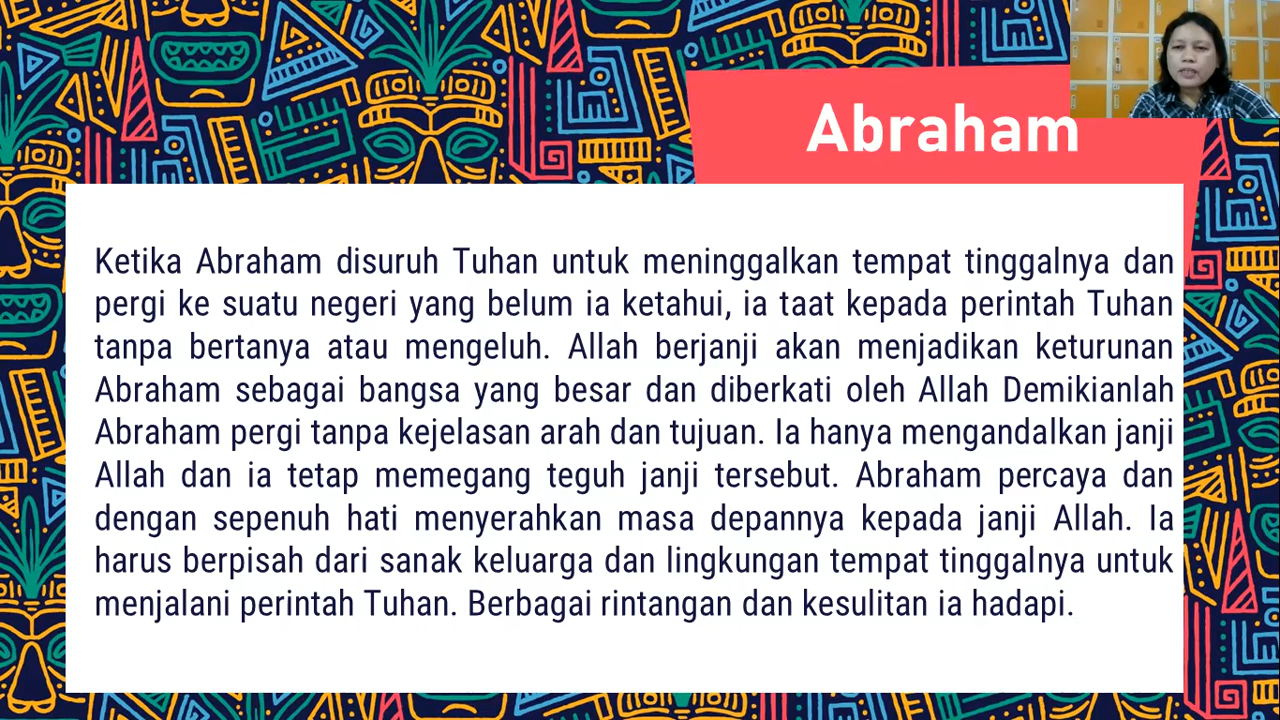 Abraham
Ketika Abraham disuruh Tuhan untuk meninggalkan tempat tinggalnya dan
pergi ke suatu negeri yang belum ia ketahui, ia taat kepada perintah Tuhan
tanpa bertanya atau mengeluh. Allah berjanji akan menjadikan keturunan
Abraham sebagai bangsa yang besar dan diberkati oleh Allah Demikianlah
Abraham pergi tanpa kejelasan arah dan tujuan. Ia hanya mengandalkan janji
Allah dan ia tetap memegang teguh janji tersebut. Abraham percaya dan
dengan sepenuh hati menyerahkan masa depannya kepada janji Allah. Ia
harus berpisah dari sanak keluarga dan lingkungan tempat tinggalnya untuk
menjalani perintah Tuhan. Berbagai rintangan dan kesulitan ia hadapi.